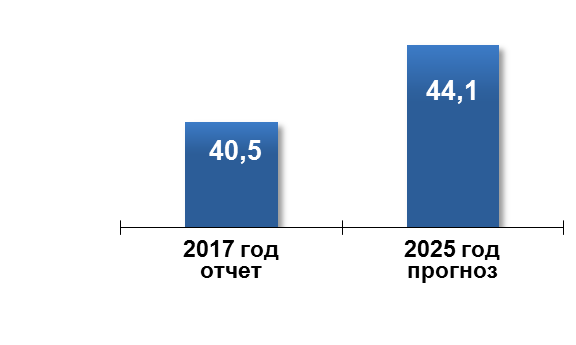 44,1
40,5
2017 год
отчет
2025 год
прогноз